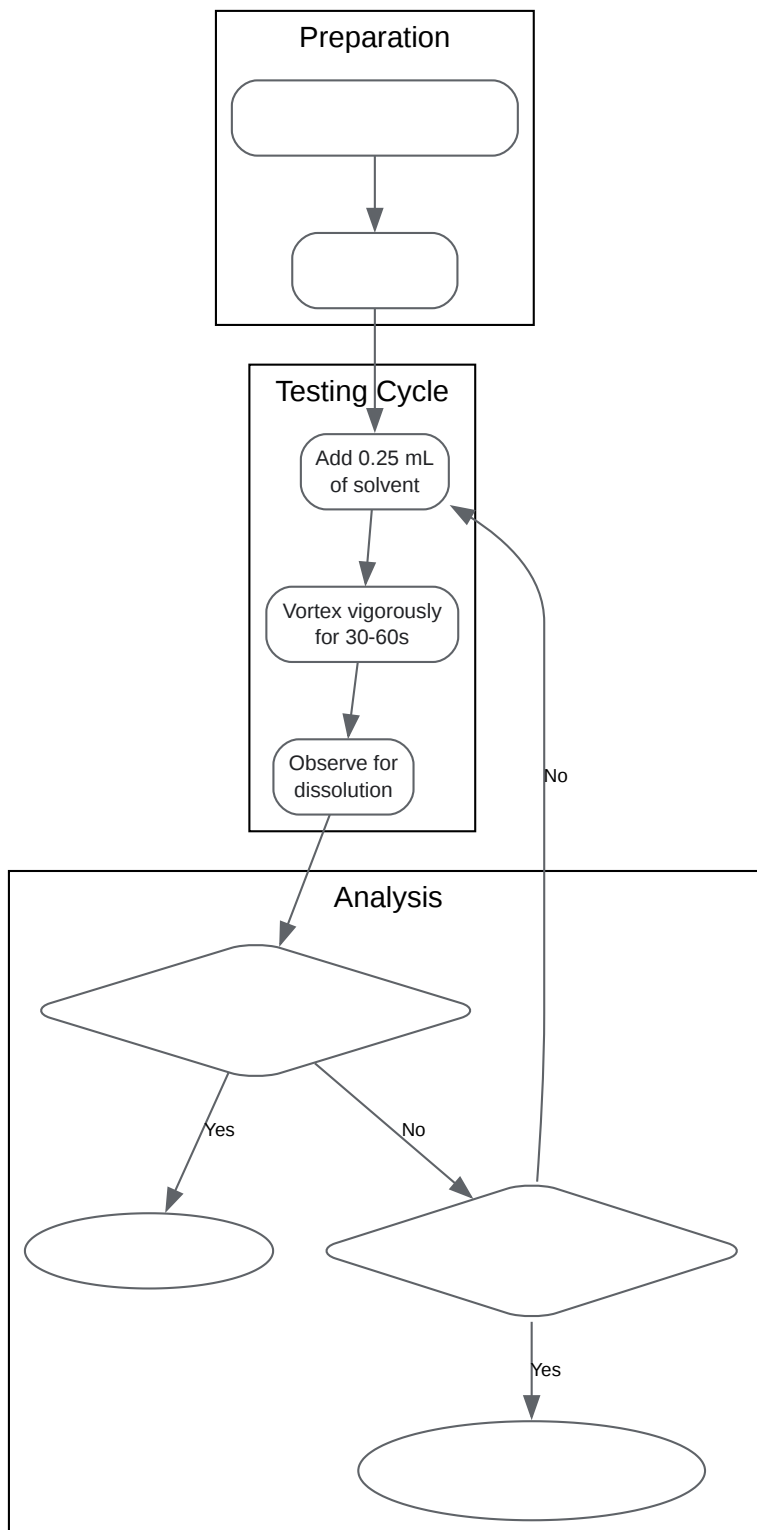 Preparation
Testing Cycle
Add 0.25 mL
of solvent
Vortex vigorously
for 30-60s
Observe for
dissolution
No
Analysis
Yes
No
Yes